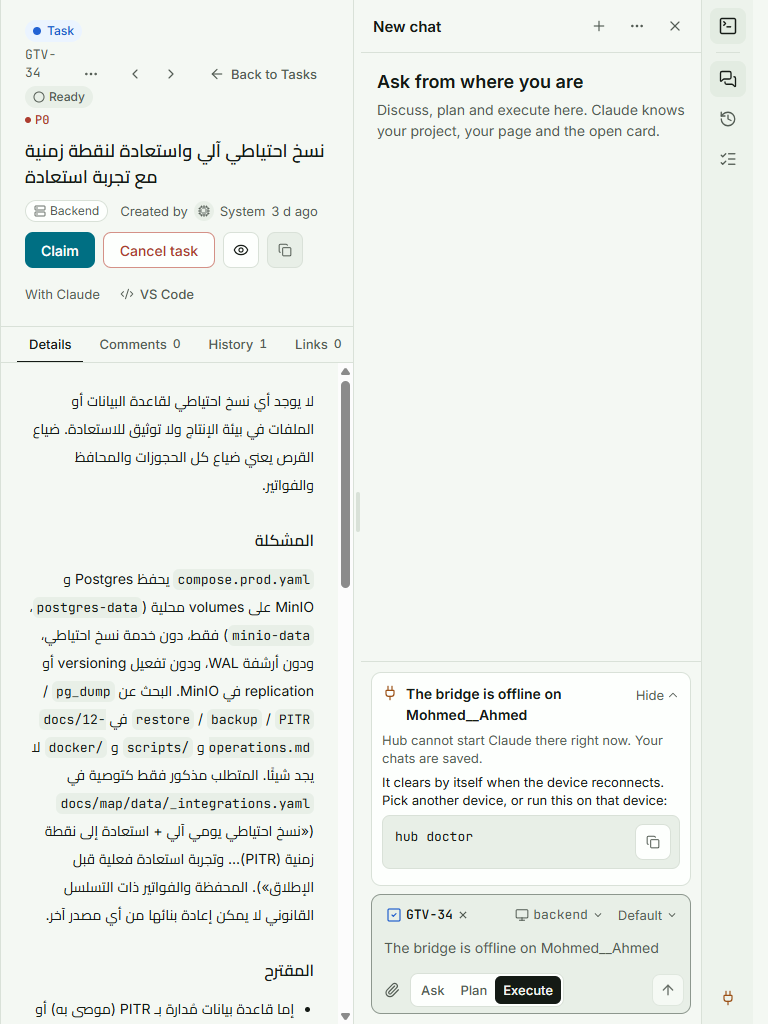 Task
GTV-
34
Back to Tasks
Ready
P0
نسخ احتياطي آلي واستعادة لنقطة زمنية
مع تجربة استعادة
Backend Created by System 3 d ago
Claim Cancel task
With Claude VS Code
Details Comments 0 History 1 Links 0
لا يوجد أي نسخ احتياطي لقاعدة البيانات أو
الملفات في بيئة الإنتاج ولا توثيق للاستعادة. ضياع
القرص يعني ضياع كل الحجوزات والمحافظ
والفواتير.
المشكلة
compose.prod.yaml يحفظ Postgres و
MinIO على volumes محلية (postgres-data،
minio-data) فقط، دون خدمة نسخ احتياطي،
ودون أرشفة WAL، ودون تفعيل versioning أو
replication في MinIO. البحث عن pg_dump /
PITR / backup / restore في docs/12-
operations.md و scripts/ و docker/ لا
يجد شيئًا. المتطلب مذكور فقط كتوصية في
docs/map/data/_integrations.yaml
(«نسخ احتياطي يومي آلي + استعادة إلى نقطة
زمنية (PITR)… وتجربة استعادة فعلية قبل
الإطلاق»). المحفظة والفواتير ذات التسلسل
القانوني لا يمكن إعادة بنائها من أي مصدر آخر.
المقترح
• إما قاعدة بيانات مُدارة بـ PITR (موصى به) أو
New chat
Ask from where you are
Discuss, plan and execute here. Claude knows
your project, your page and the open card.
The bridge is offline on
Mohmed__Ahmed
Hide
Hub cannot start Claude there right now. Your
chats are saved.
It clears by itself when the device reconnects.
Pick another device, or run this on that device:
hub doctor
GTV-34 × backend Default
The bridge is offline on Mohmed__Ahmed
Ask Plan Execute